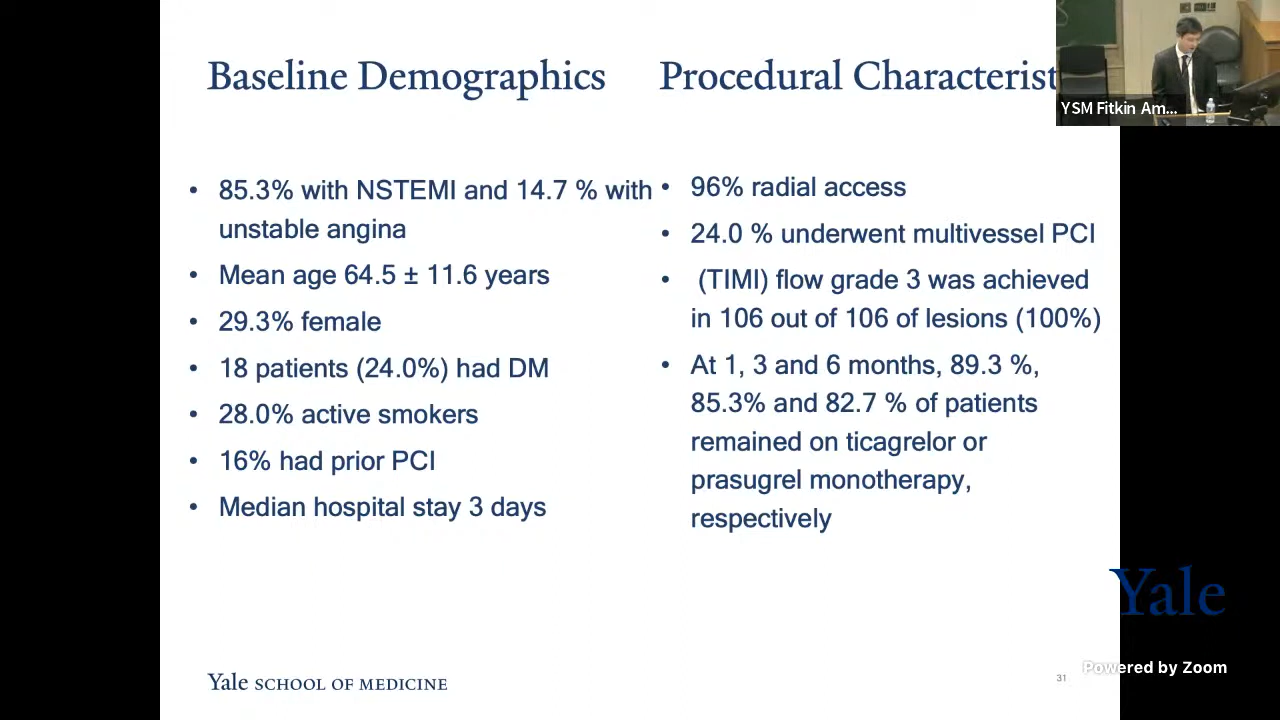 Baseline Demographics
• 85.3% with NSTEMI and 14.7 % with
unstable angina
• Mean age 64.5 ± 11.6 years
• 29.3% female
• 18 patients (24.0%) had DM
• 28.0% active smokers
• 16% had prior PCI
• Median hospital stay 3 days
Procedural Characterist
• 96% radial access
• 24.0 % underwent multivessel PCI
• (TIMI) flow grade 3 was achieved
in 106 out of 106 of lesions (100%)
• At 1, 3 and 6 months, 89.3 %,
85.3% and 82.7 % of patients
remained on ticagrelor or
prasugrel monotherapy,
respectively
YSM Fitkin Am...
Yale
Powered by Zoom
Yale SCHOOL OF MEDICINE
31